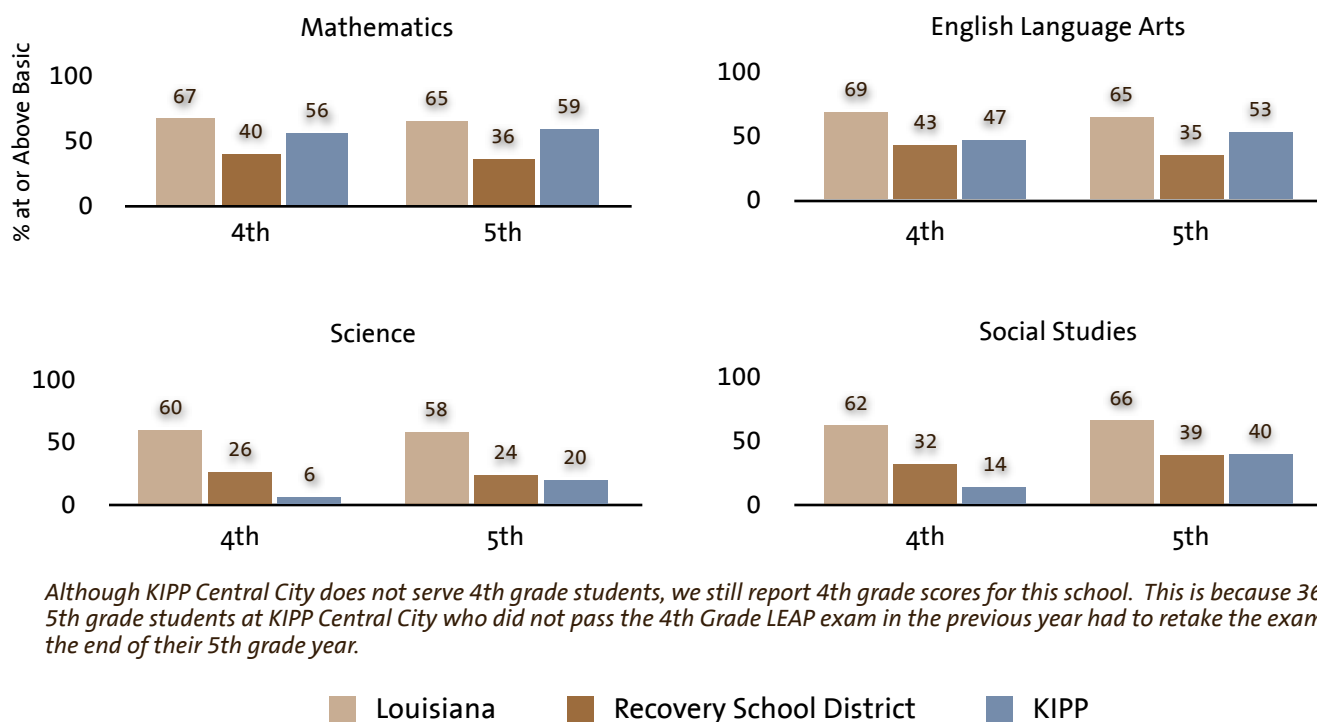 Mathematics
% at or Above Basic
100
50
0
67
40
56
65
36
59
4th
5th
English Language Arts
100
50
0
69
43
47
65
35
53
4th
5th
Science
100
50
0
60
26
6
58
24
20
4th
5th
Social Studies
100
50
0
62
32
14
66
39
40
4th
5th
Although KIPP Central City does not serve 4th grade students, we still report 4th grade scores for this school. This is because 36
5th grade students at KIPP Central City who did not pass the 4th Grade LEAP exam in the previous year had to retake the exam
the end of their 5th grade year.
Louisiana
Recovery School District
KIPP